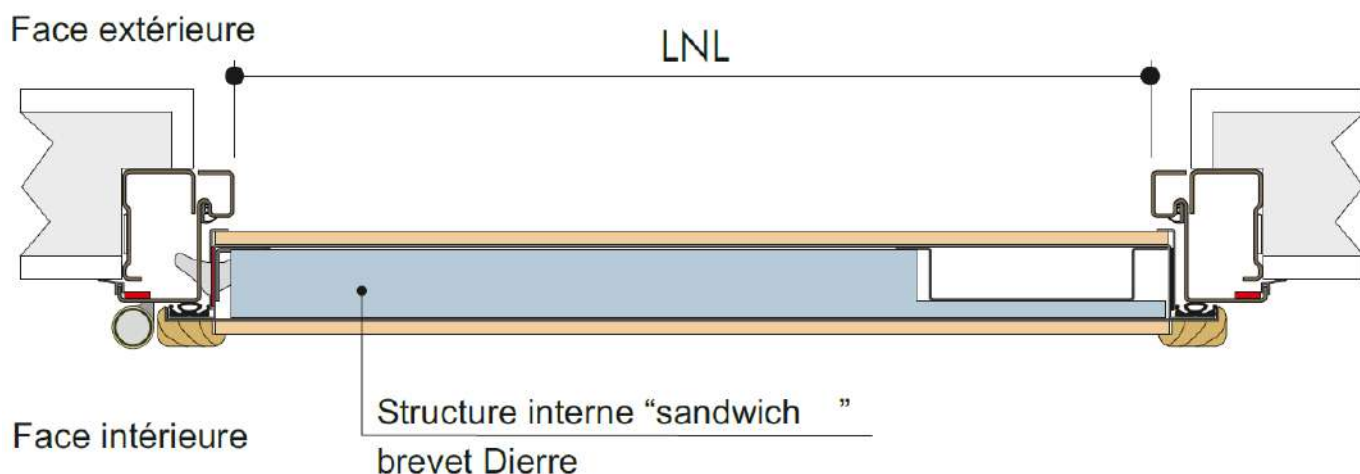 Face extérieure
LNL
Structure interne “sandwich ”
brevet Dierre
Face intérieure